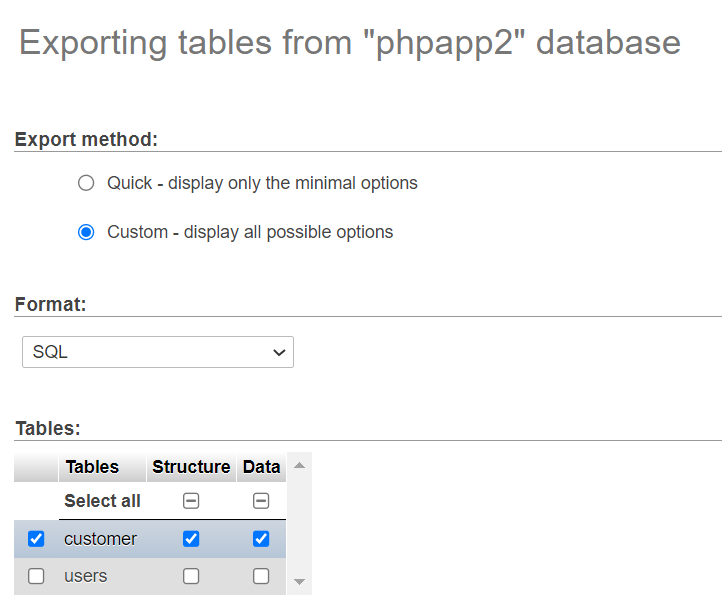 Exporting tables from "phpapp2" database
Export method:
Quick - display only the minimal options
Custom - display all possible options
Format:
SQL
Tables:
Tables Structure Data
Select all
customer
users